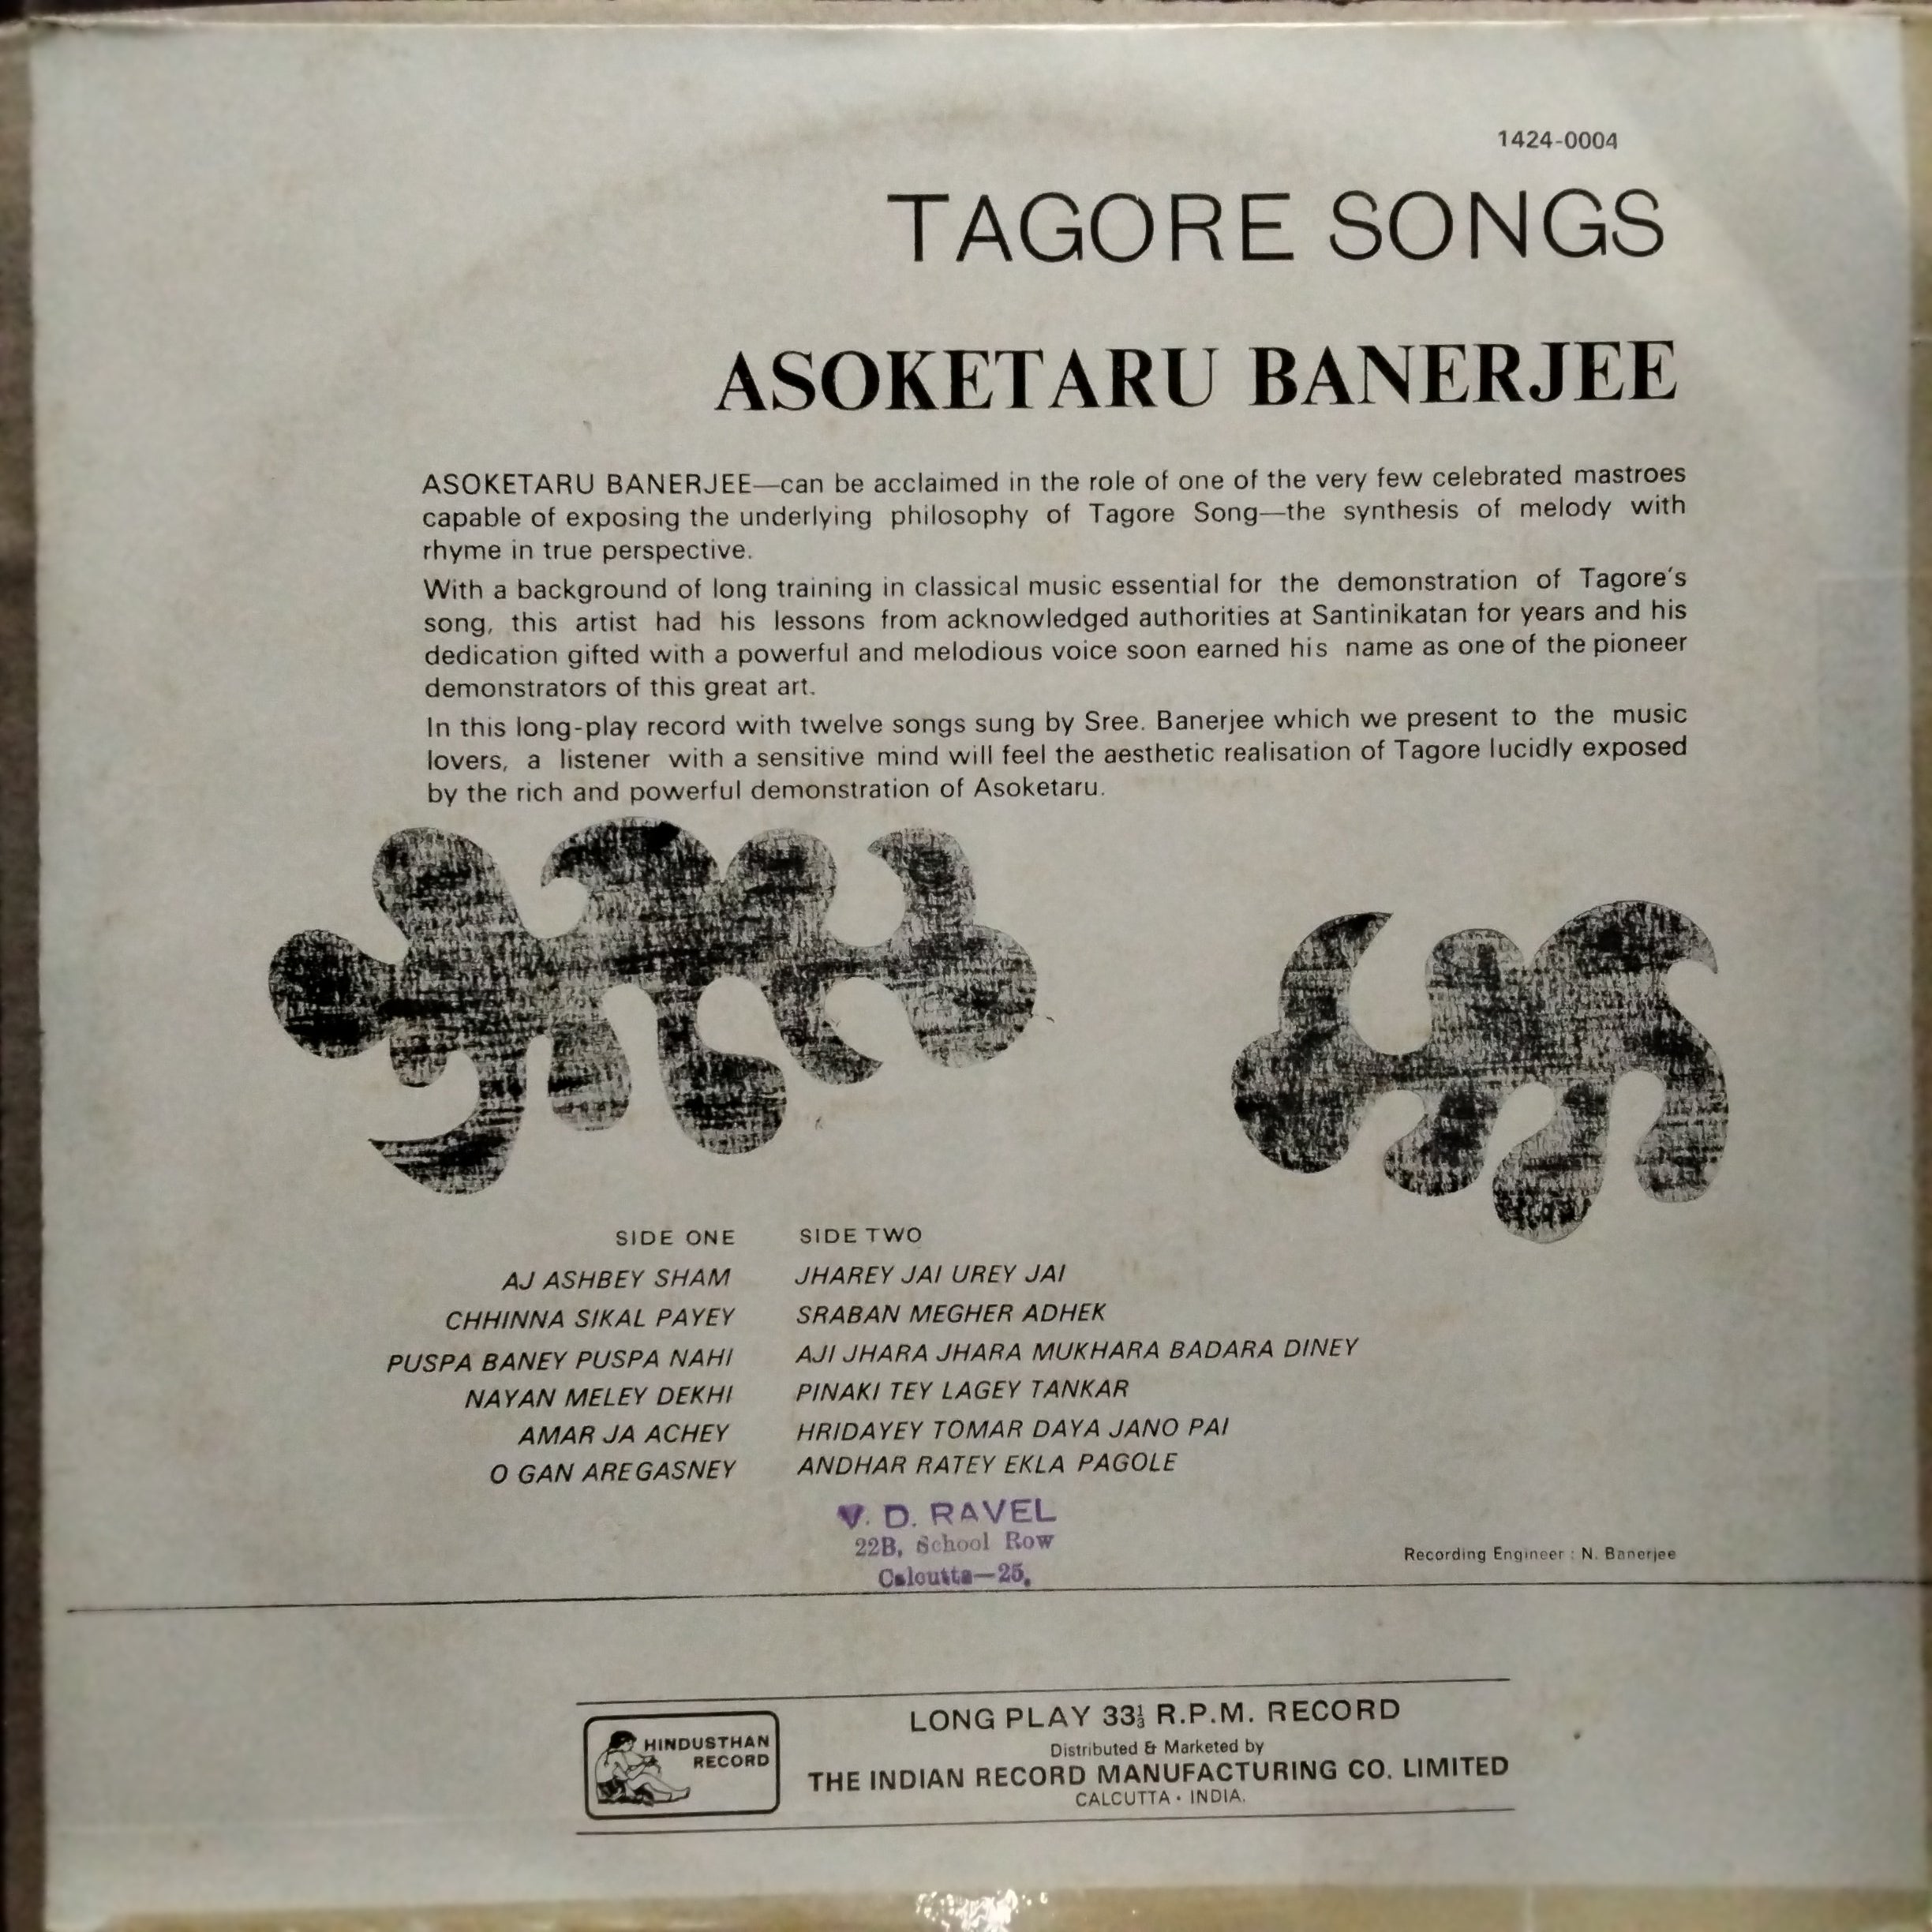 1424-0004
TAGORE SONGS
ASOKETARU BANERJEE
ASOKETARU BANERJEE—can be acclaimed in the role of one of the very few celebrated mastroes
capable of exposing the underlying philosophy of Tagore Song—the synthesis of melody with
rhyme in true perspective.
With a background of long training in classical music essential for the demonstration of Tagore's
song, this artist had his lessons from acknowledged authorities at Santinikatan for years and his
dedication gifted with a powerful and melodious voice soon earned his name as one of the pioneer
demonstrators of this great art.
In this long-play record with twelve songs sung by Sree. Banerjee which we present to the music
lovers, a listener with a sensitive mind will feel the aesthetic realisation of Tagore lucidly exposed
by the rich and powerful demonstration of Asoketaru.
SIDE ONE
AJ ASHBEY SHAM
CHHINNA SIKAL PAYEY
PUSPA BANEY PUSPA NAHI
NAYAN MELEY DEKHI
AMAR JA ACHEY
O GAN AREGASNEY
SIDE TWO
JHAREY JAI UREY JAI
SRABAN MEGHER ADHEK
AJI JHARA JHARA MUKHARA BADARA DINEY
PINAKI TEY LAGEY TANKAR
HRIDAYEY TOMAR DAYA JANO PAI
ANDHAR RATEY EKLA PAGOLE
V. D. RAVEL
22B, School Row
Calcutta—25.
Recording Engineer : N. Banerjee
HINDUSTHAN
RECORD
LONG PLAY 33⅓ R.P.M. RECORD
Distributed & Marketed by
THE INDIAN RECORD MANUFACTURING CO. LIMITED
CALCUTTA • INDIA.